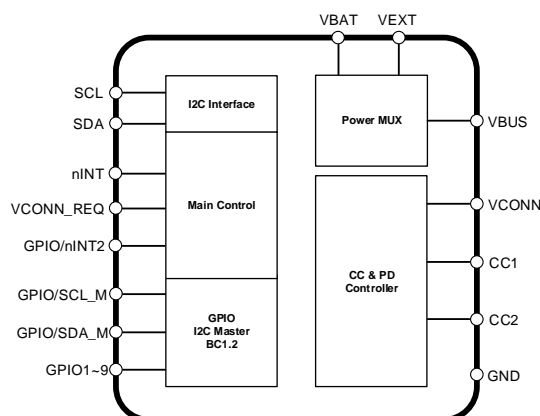 VBAT
VEXT
SCL
SDA
nINT
VCONN_REQ
GPIO/nINT2
GPIO/SCL_M
GPIO/SDA_M
GPIO1~9
I2C Interface
Main Control
GPIO
I2C Master
BC1.2
Power MUX
CC & PD
Controller
VBUS
VCONN
CC1
CC2
GND